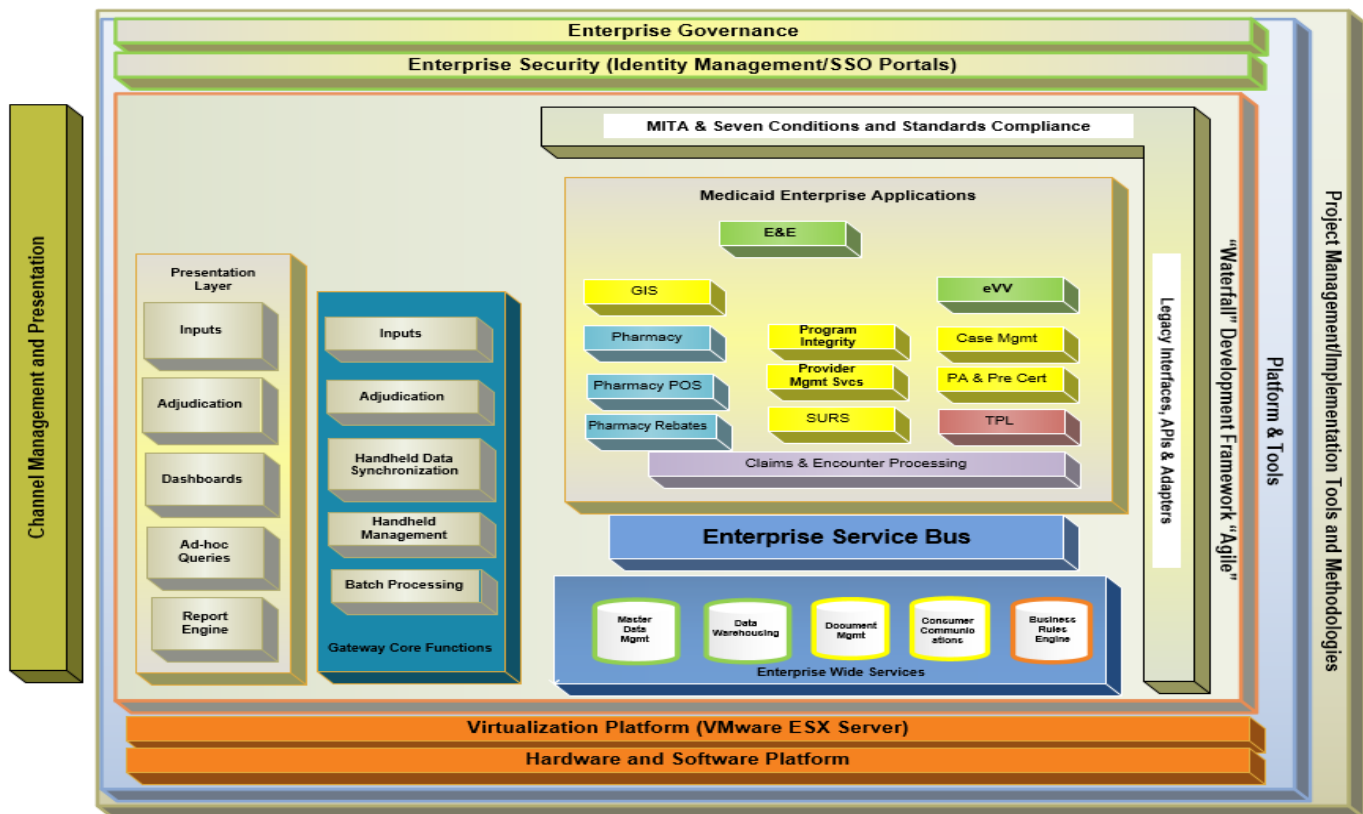 Enterprise Governance
Enterprise Security (Identity Management/SSO Portals)
Channel Management and Presentation
MITA & Seven Conditions and Standards Compliance
Medicaid Enterprise Applications
E&E
GIS
eVV
Pharmacy
Program
Integrity
Case Mgmt
Pharmacy POS
Provider
Mgmt Svcs
PA & Pre Cert
Pharmacy Rebates
SURS
TPL
Claims & Encounter Processing
Presentation
Layer
Inputs
Adjudication
Dashboards
Ad-hoc
Queries
Report
Engine
Inputs
Adjudication
Handheld Data
Synchronization
Handheld
Management
Batch Processing
Gateway Core Functions
Enterprise Service Bus
Master
Data
Mgmt
Data
Warehousing
Document
Mgmt
Consumer
Communic
ations
Business
Rules
Engine
Enterprise Wide Services
Legacy Interfaces, APIs & Adapters
“Waterfall” Development Framework “Agile”
Platform & Tools
Project Management/Implementation Tools and Methodologies
Virtualization Platform (VMware ESX Server)
Hardware and Software Platform